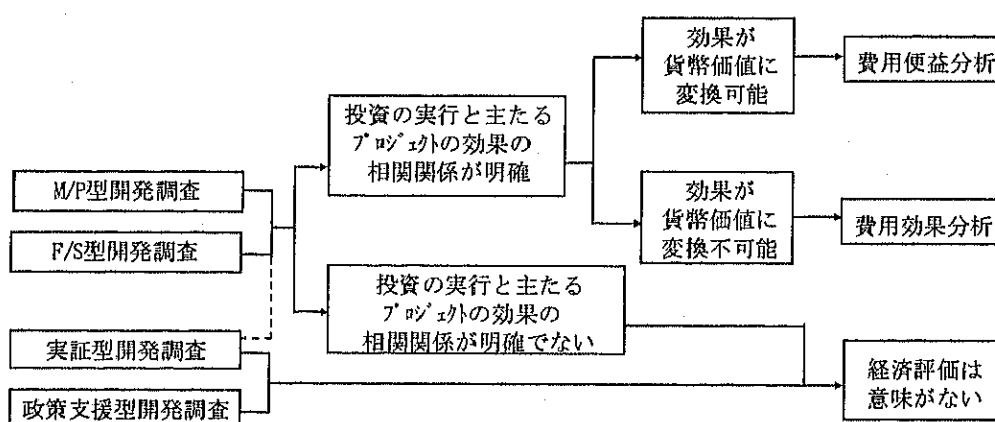 M/P型開発調査
F/S型開発調査
実証型開発調査
政策支援型開発調査
投資の実行と主たる
プロジェクトの効果の
相関関係が明確
投資の実行と主たる
プロジェクトの効果の
相関関係が明確でない
効果が
貨幣価値に
変換可能
効果が
貨幣価値に
変換不可能
費用便益分析
費用効果分析
経済評価は
意味がない